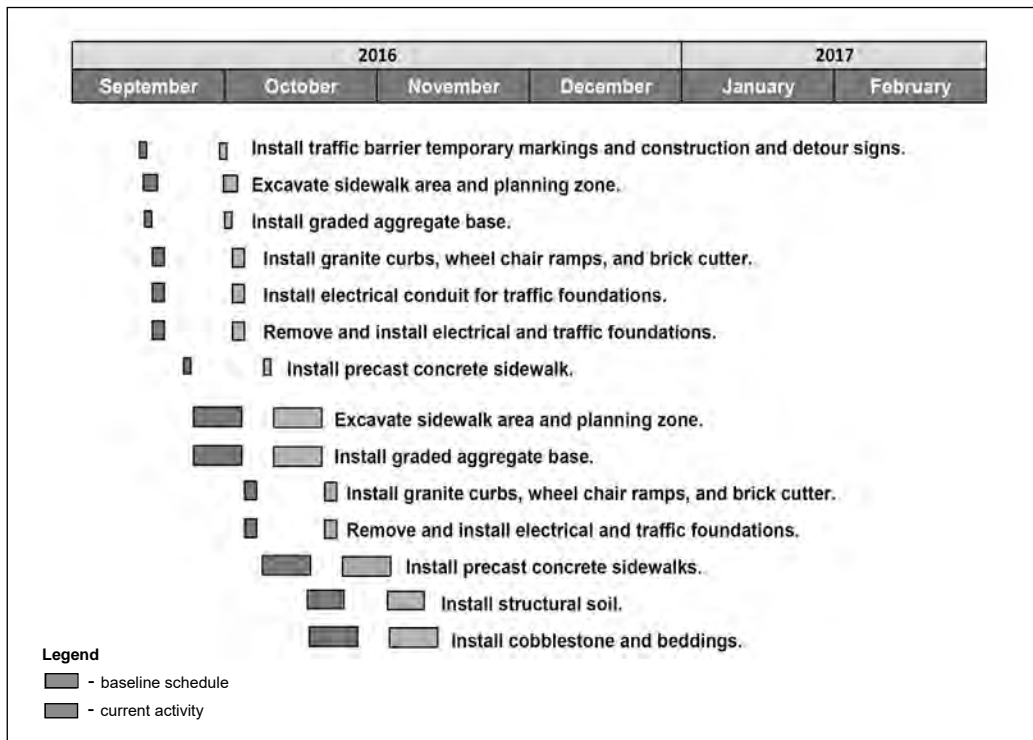 2016 2017
September October November December January February
Install traffic barrier temporary markings and construction and detour signs.
Excavate sidewalk area and planning zone.
Install graded aggregate base.
Install granite curbs, wheel chair ramps, and brick cutter.
Install electrical conduit for traffic foundations.
Remove and install electrical and traffic foundations.
Install precast concrete sidewalk.
Excavate sidewalk area and planning zone.
Install graded aggregate base.
Install granite curbs, wheel chair ramps, and brick cutter.
Remove and install electrical and traffic foundations.
Install precast concrete sidewalks.
Install structural soil.
Install cobblestone and beddings.
Legend
- baseline schedule
- current activity